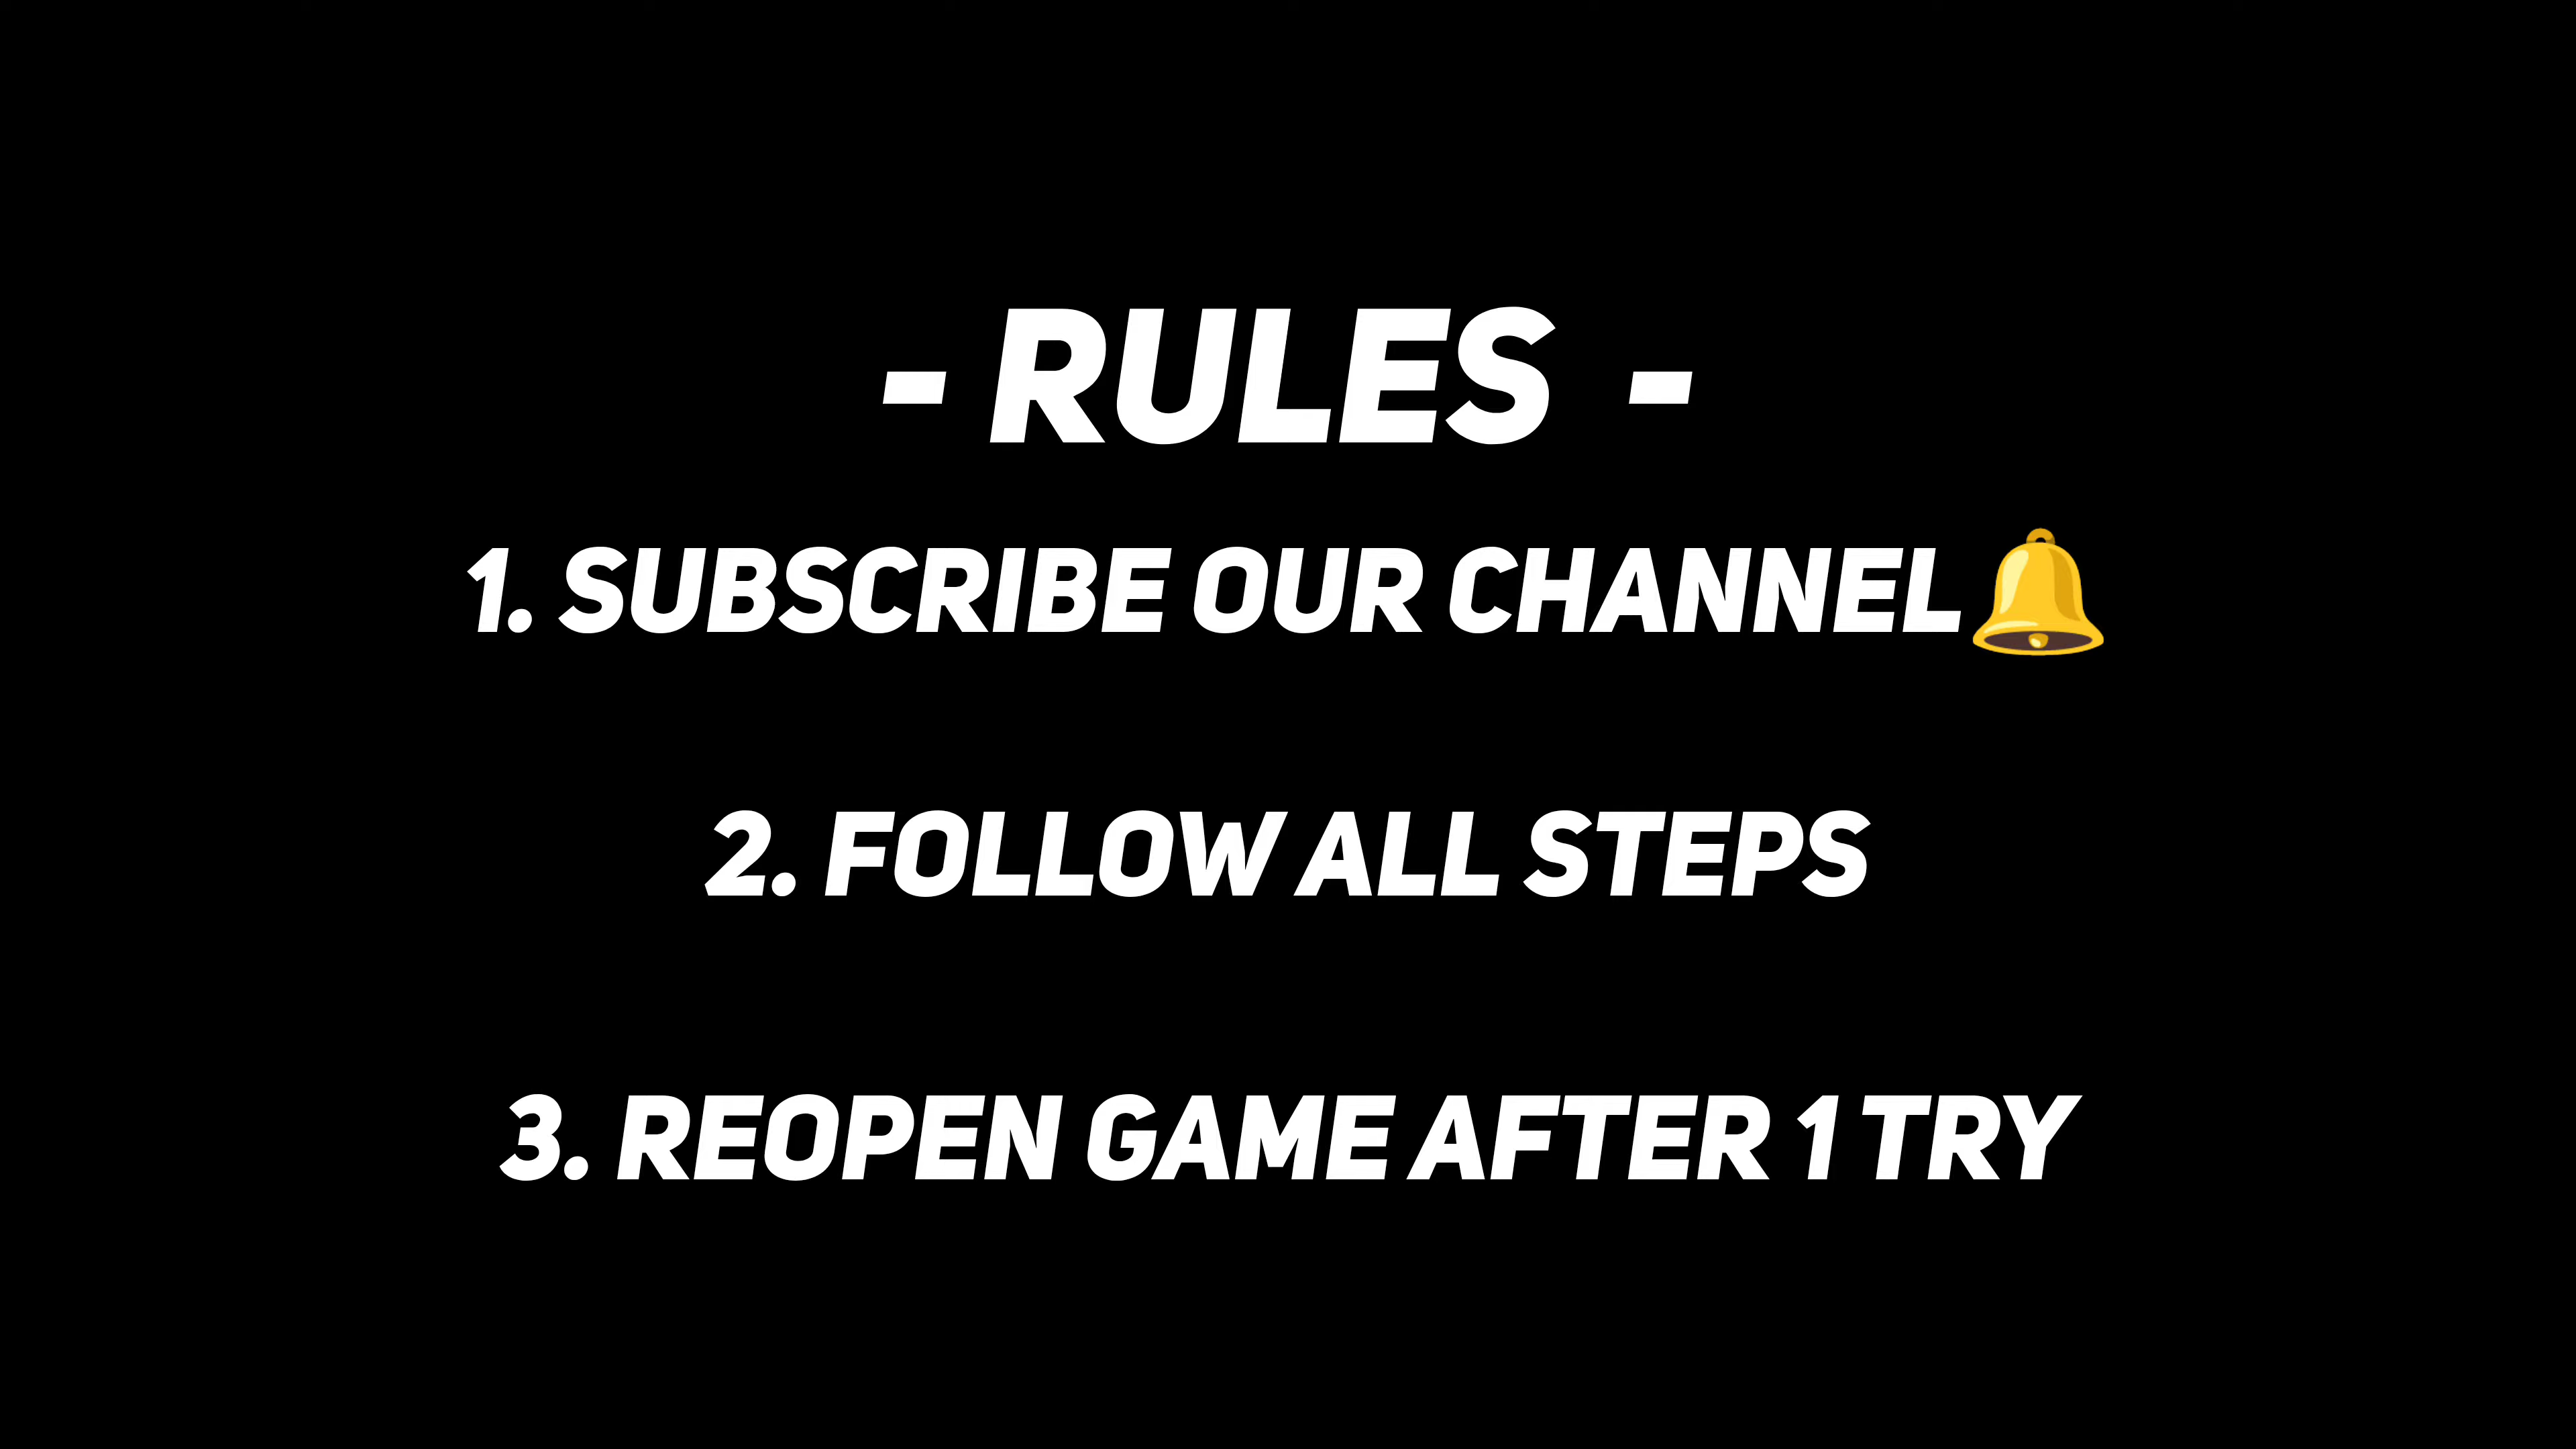 - RULES -
1. SUBSCRIBE OUR CHANNEL🔔
2. FOLLOW ALL STEPS
3. REOPEN GAME AFTER 1 TRY